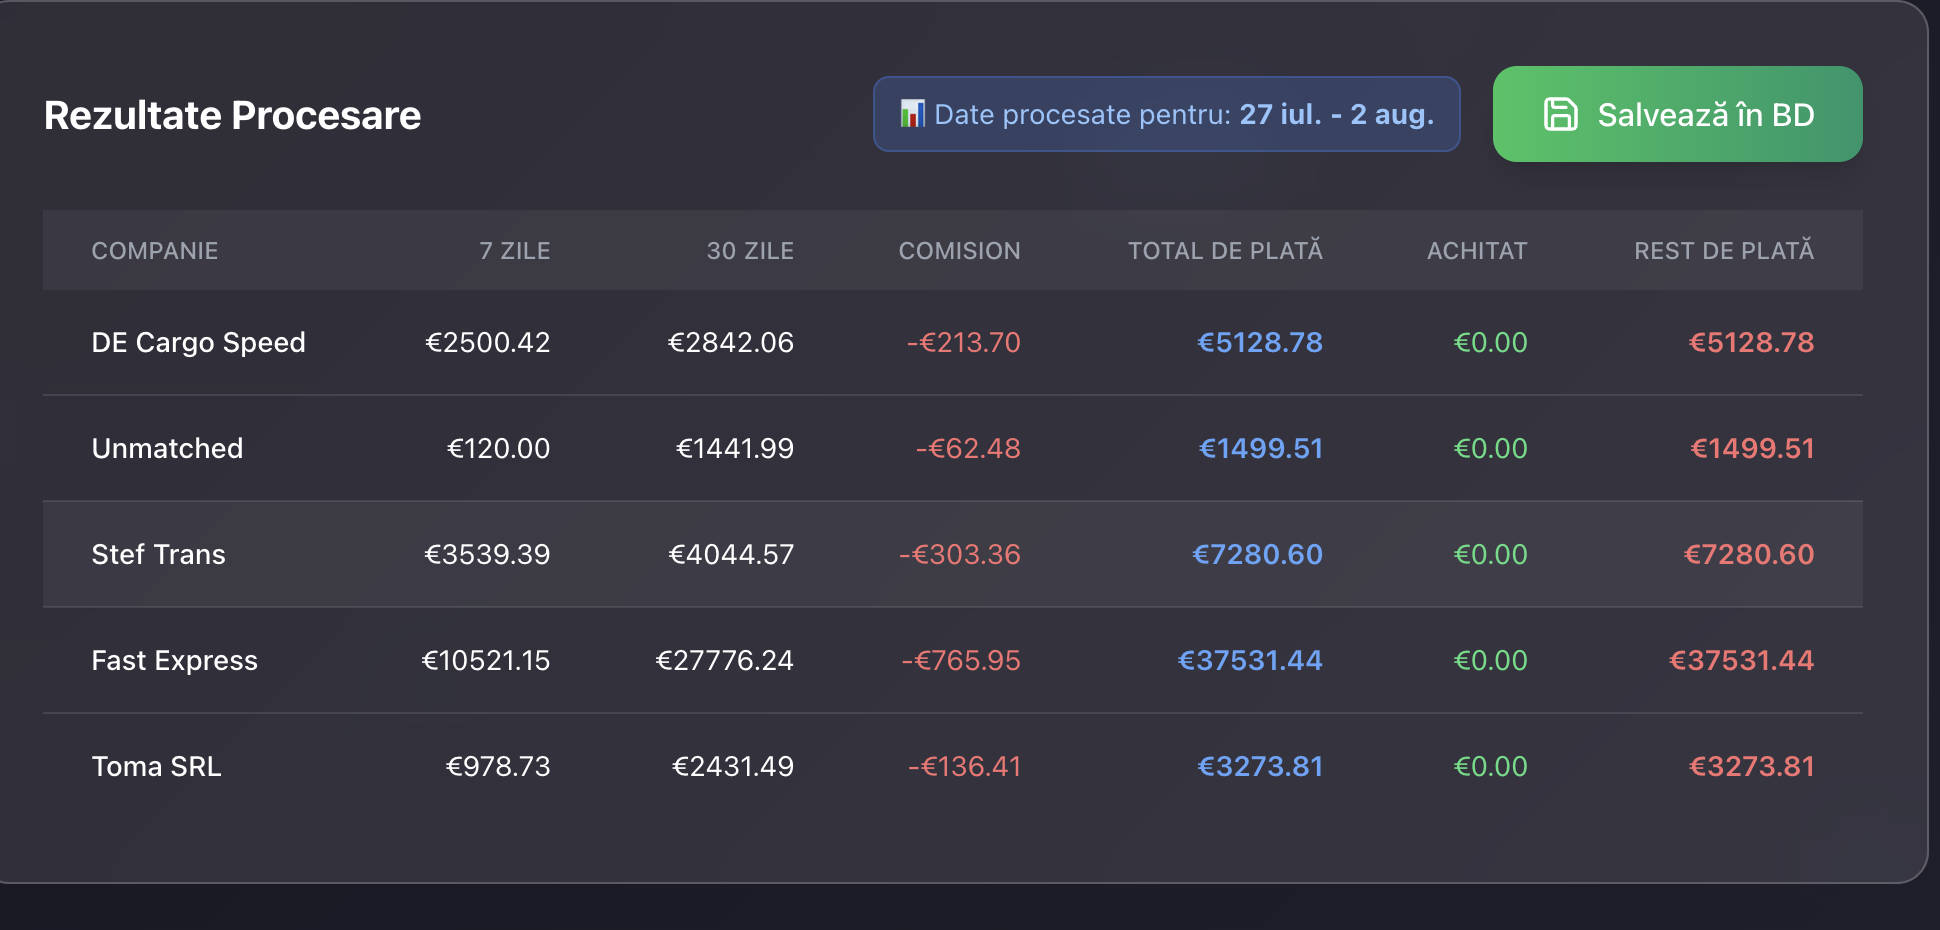 Rezultate Procesare
📊 Date procesate pentru: 27 iul. - 2 aug.
Salvează în BD
COMPANIE 7 ZILE 30 ZILE COMISION TOTAL DE PLATĂ ACHITAT REST DE PLATĂ
DE Cargo Speed €2500.42 €2842.06 -€213.70 €5128.78 €0.00 €5128.78
Unmatched €120.00 €1441.99 -€62.48 €1499.51 €0.00 €1499.51
Stef Trans €3539.39 €4044.57 -€303.36 €7280.60 €0.00 €7280.60
Fast Express €10521.15 €27776.24 -€765.95 €37531.44 €0.00 €37531.44
Toma SRL €978.73 €2431.49 -€136.41 €3273.81 €0.00 €3273.81